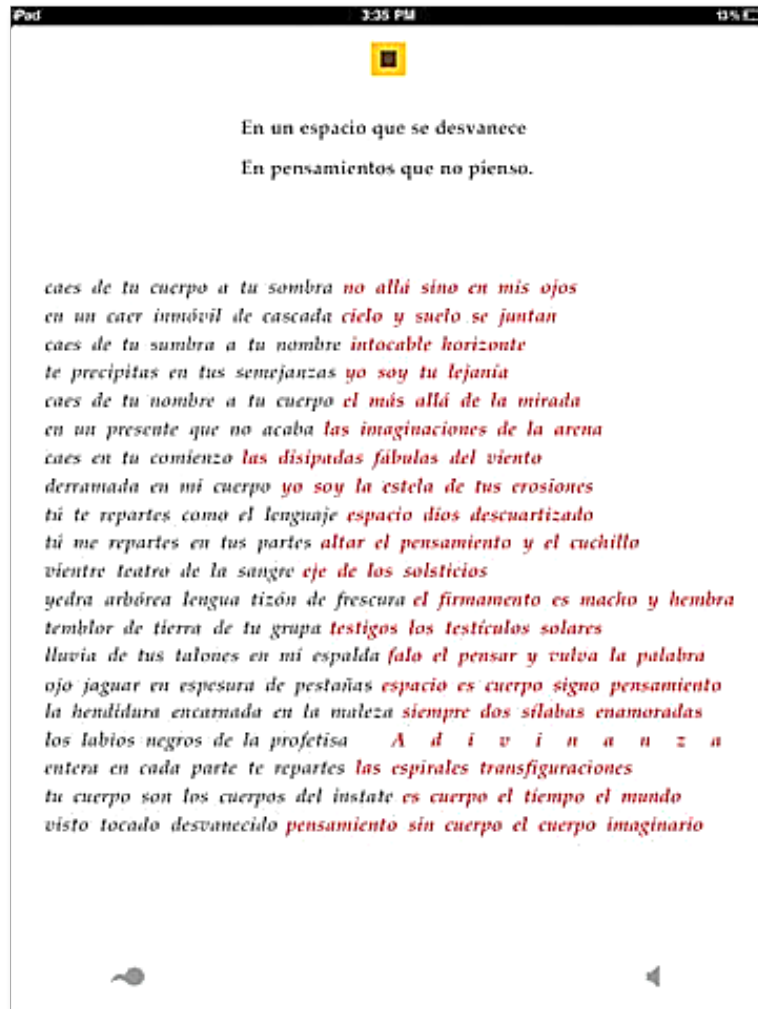 iPad 3:35 PM 13%
En un espacio que se desvanece
En pensamientos que no pienso.
caes de tu cuerpo a tu sombra no allá sino en mis ojos
en un caer inmóvil de cascada cielo y suelo se juntan
caes de tu sumbra a tu nombre intocable horizonte
te precipitas en tus semejanzas yo soy tu lejanía
caes de tu nombre a tu cuerpo el más allá de la mirada
en un presente que no acaba las imaginaciones de la arena
caes en tu comienzo las disipadas fábulas del viento
derramada en mi cuerpo yo soy la estela de tus erosiones
tú te repartes como el lenguaje espacio dios descuartizado
tú me repartes en tus partes altar el pensamiento y el cuchillo
vientre teatro de la sangre eje de los solsticios
yedra arbórea lengua tizón de frescura el firmamento es macho y hembra
temblor de tierra de tu grupa testigos los testículos solares
lluvia de tus talones en mi espalda falo el pensar y vulva la palabra
ojo jaguar en espesura de pestañas espacio es cuerpo signo pensamiento
la hendidura encarnada en la maleza siempre dos sílabas enamoradas
los labios negros de la profetisa A d i v i n a n z a
entera en cada parte te repartes las espirales transfiguraciones
tu cuerpo son los cuerpos del instate es cuerpo el tiempo el mundo
visto tocado desvanecido pensamiento sin cuerpo el cuerpo imaginario